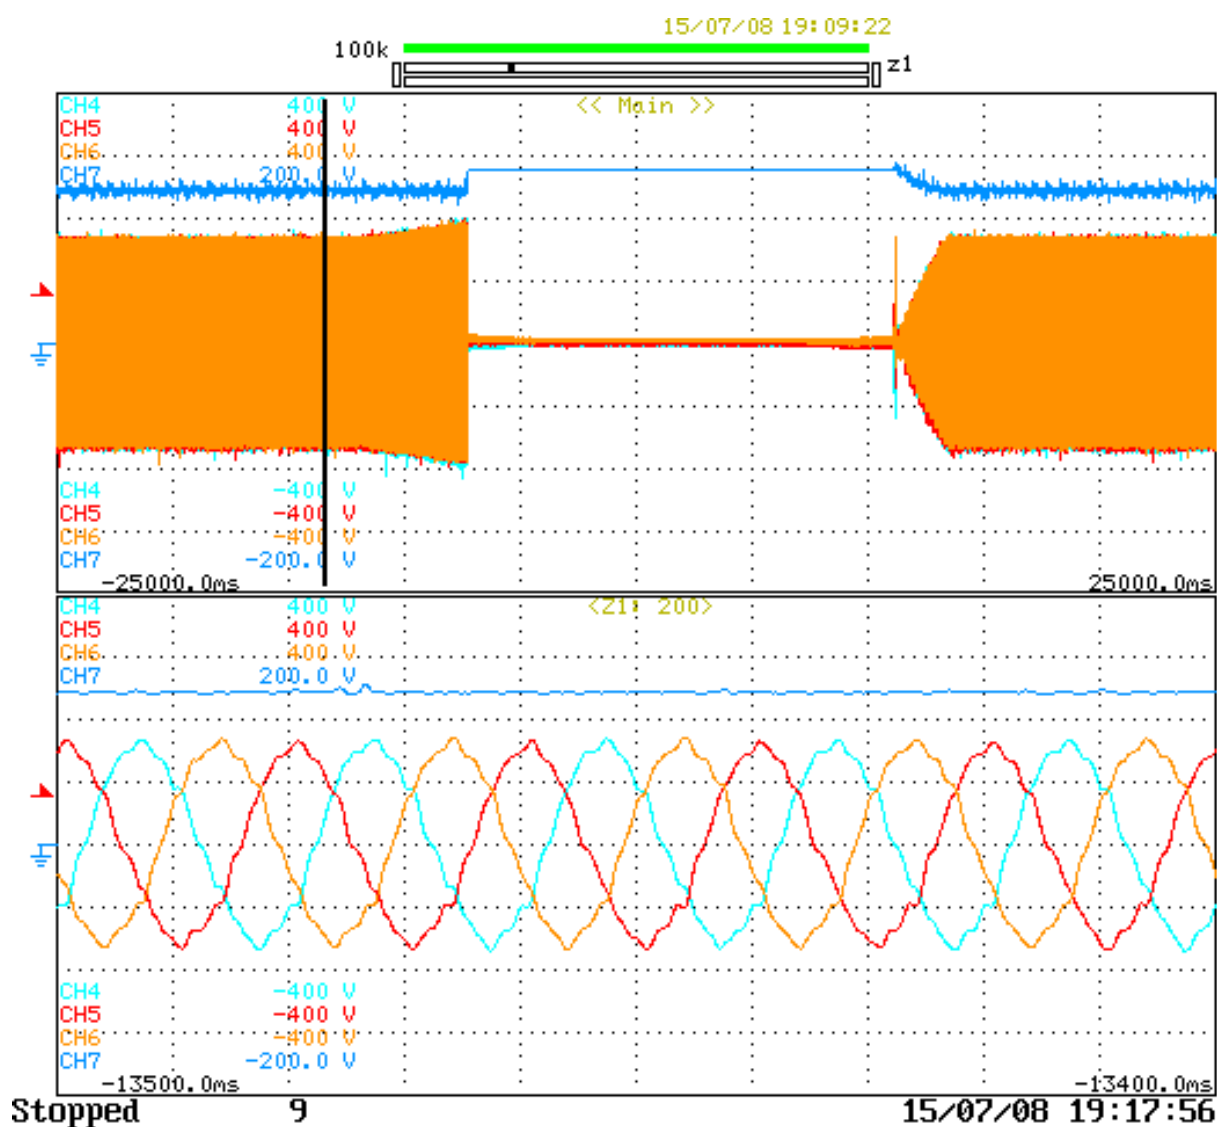 15/07/08 19:09:22
100k
z1
<< Main >>
CH4 400 V
CH5 400 V
CH6 400 V
CH7 200.0 V
CH4 -400 V
CH5 -400 V
CH6 -400 V
CH7 -200.0 V
-25000.0ms 25000.0ms
<Z1: 200>
CH4 400 V
CH5 400 V
CH6 400 V
CH7 200.0 V
CH4 -400 V
CH5 -400 V
CH6 -400 V
CH7 -200.0 V
-13500.0ms -13400.0ms
Stopped 9 15/07/08 19:17:56